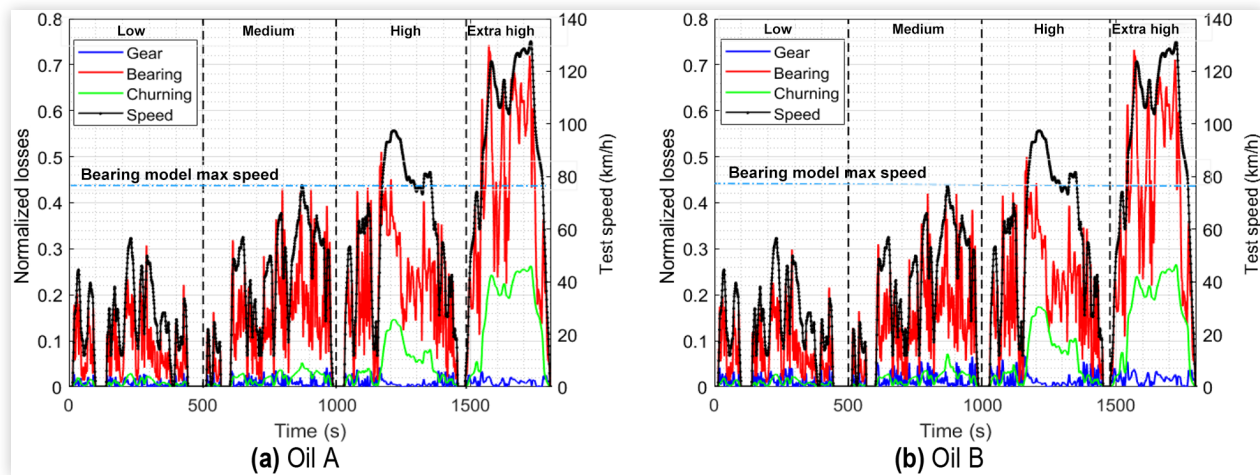 0.8
0.7
0.6
0.5
0.4
0.3
0.2
0.1
0
Normalized losses
Low
Medium
High
Extra high
Gear
Bearing
Churning
Speed
Bearing model max speed
140
120
100
80
60
40
20
0
Test speed (km/h)
0
500
1000
1500
Time (s)
(a) Oil A
0.8
0.7
0.6
0.5
0.4
0.3
0.2
0.1
0
Normalized losses
Low
Medium
High
Extra high
Gear
Bearing
Churning
Speed
Bearing model max speed
140
120
100
80
60
40
20
0
Test speed (km/h)
0
500
1000
1500
Time (s)
(b) Oil B